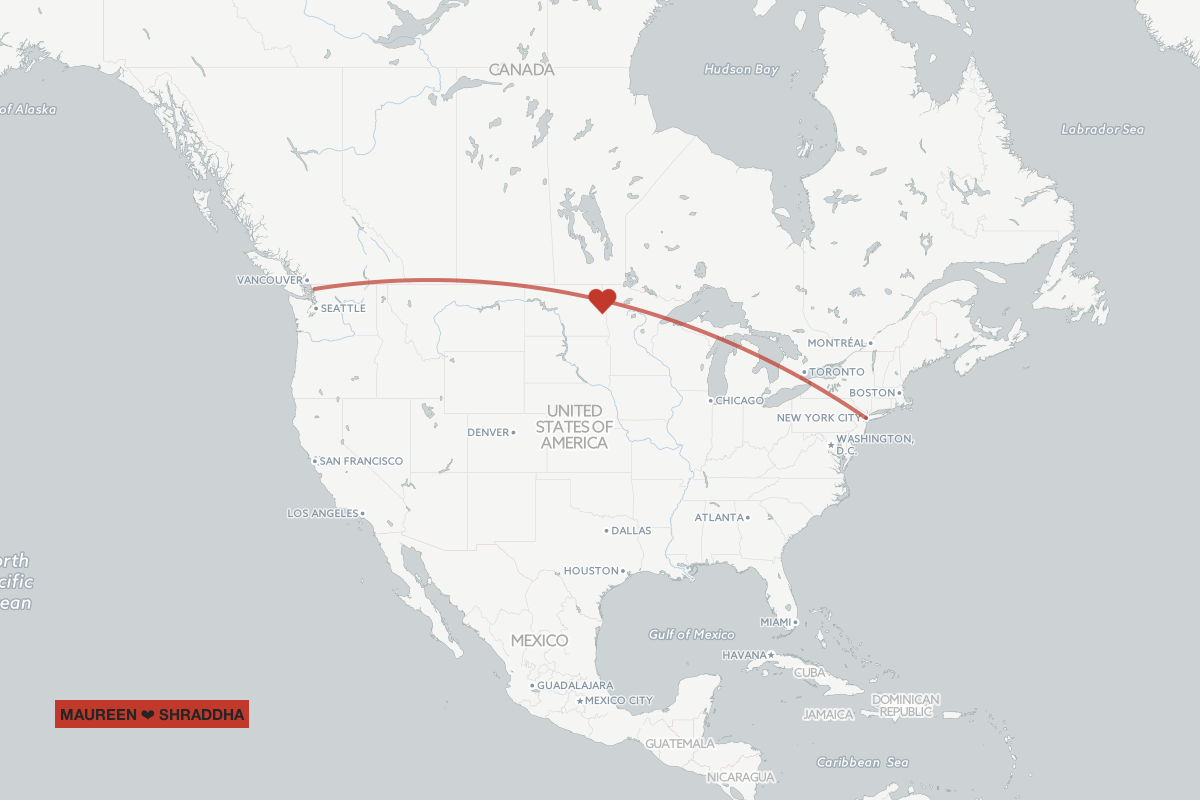 CANADA
Hudson Bay
of Alaska
Labrador Sea
VANCOUVER
SEATTLE
MONTRÉAL
TORONTO
BOSTON
CHICAGO
NEW YORK CITY
UNITED
STATES OF
AMERICA
DENVER
WASHINGTON,
D.C.
SAN FRANCISCO
LOS ANGELES
ATLANTA
DALLAS
orth
cific
ean
HOUSTON
MIAMI
Gulf of Mexico
MEXICO
HAVANA
CUBA
GUADALAJARA
MEXICO CITY
DOMINICAN
REPUBLIC
JAMAICA
MAUREEN ❤ SHRADDHA
GUATEMALA
Caribbean Sea
NICARAGUA